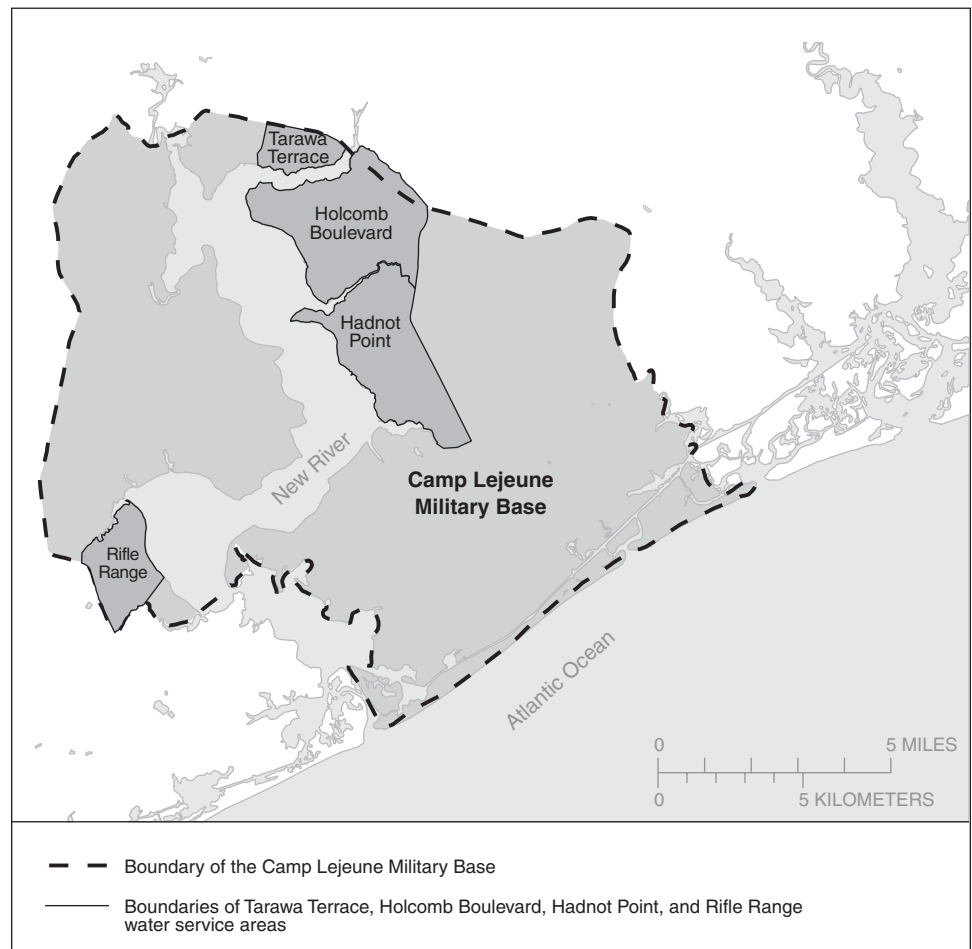 Tarawa
Terrace
Holcomb
Boulevard
Hadnot
Point
New River
Camp Lejeune
Military Base
Rifle
Range
Atlantic Ocean
0 5 MILES
0 5 KILOMETERS
Boundary of the Camp Lejeune Military Base
Boundaries of Tarawa Terrace, Holcomb Boulevard, Hadnot Point, and Rifle Range
water service areas